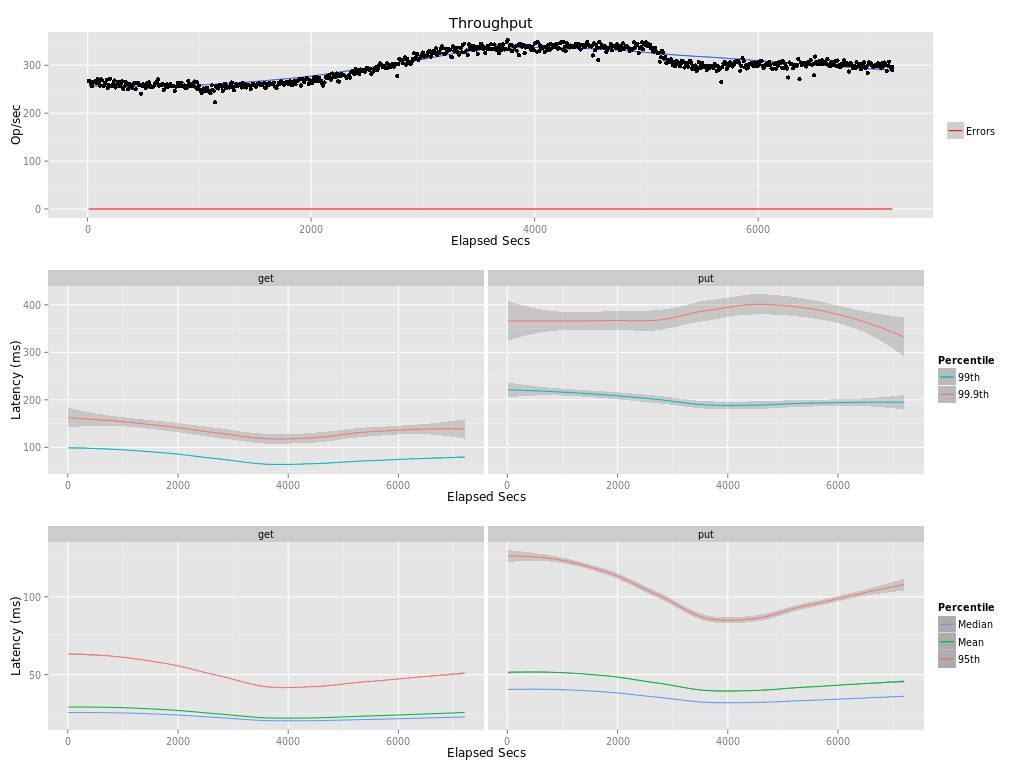 Throughput
Op/sec
300
200
100
0
0 2000 4000 6000
Elapsed Secs
Errors
get put
Latency (ms)
400
300
200
100
0 2000 4000 6000 0 2000 4000 6000
Elapsed Secs
Percentile
99th
99.9th
get put
Latency (ms)
100
50
0 2000 4000 6000 0 2000 4000 6000
Elapsed Secs
Percentile
Median
Mean
95th